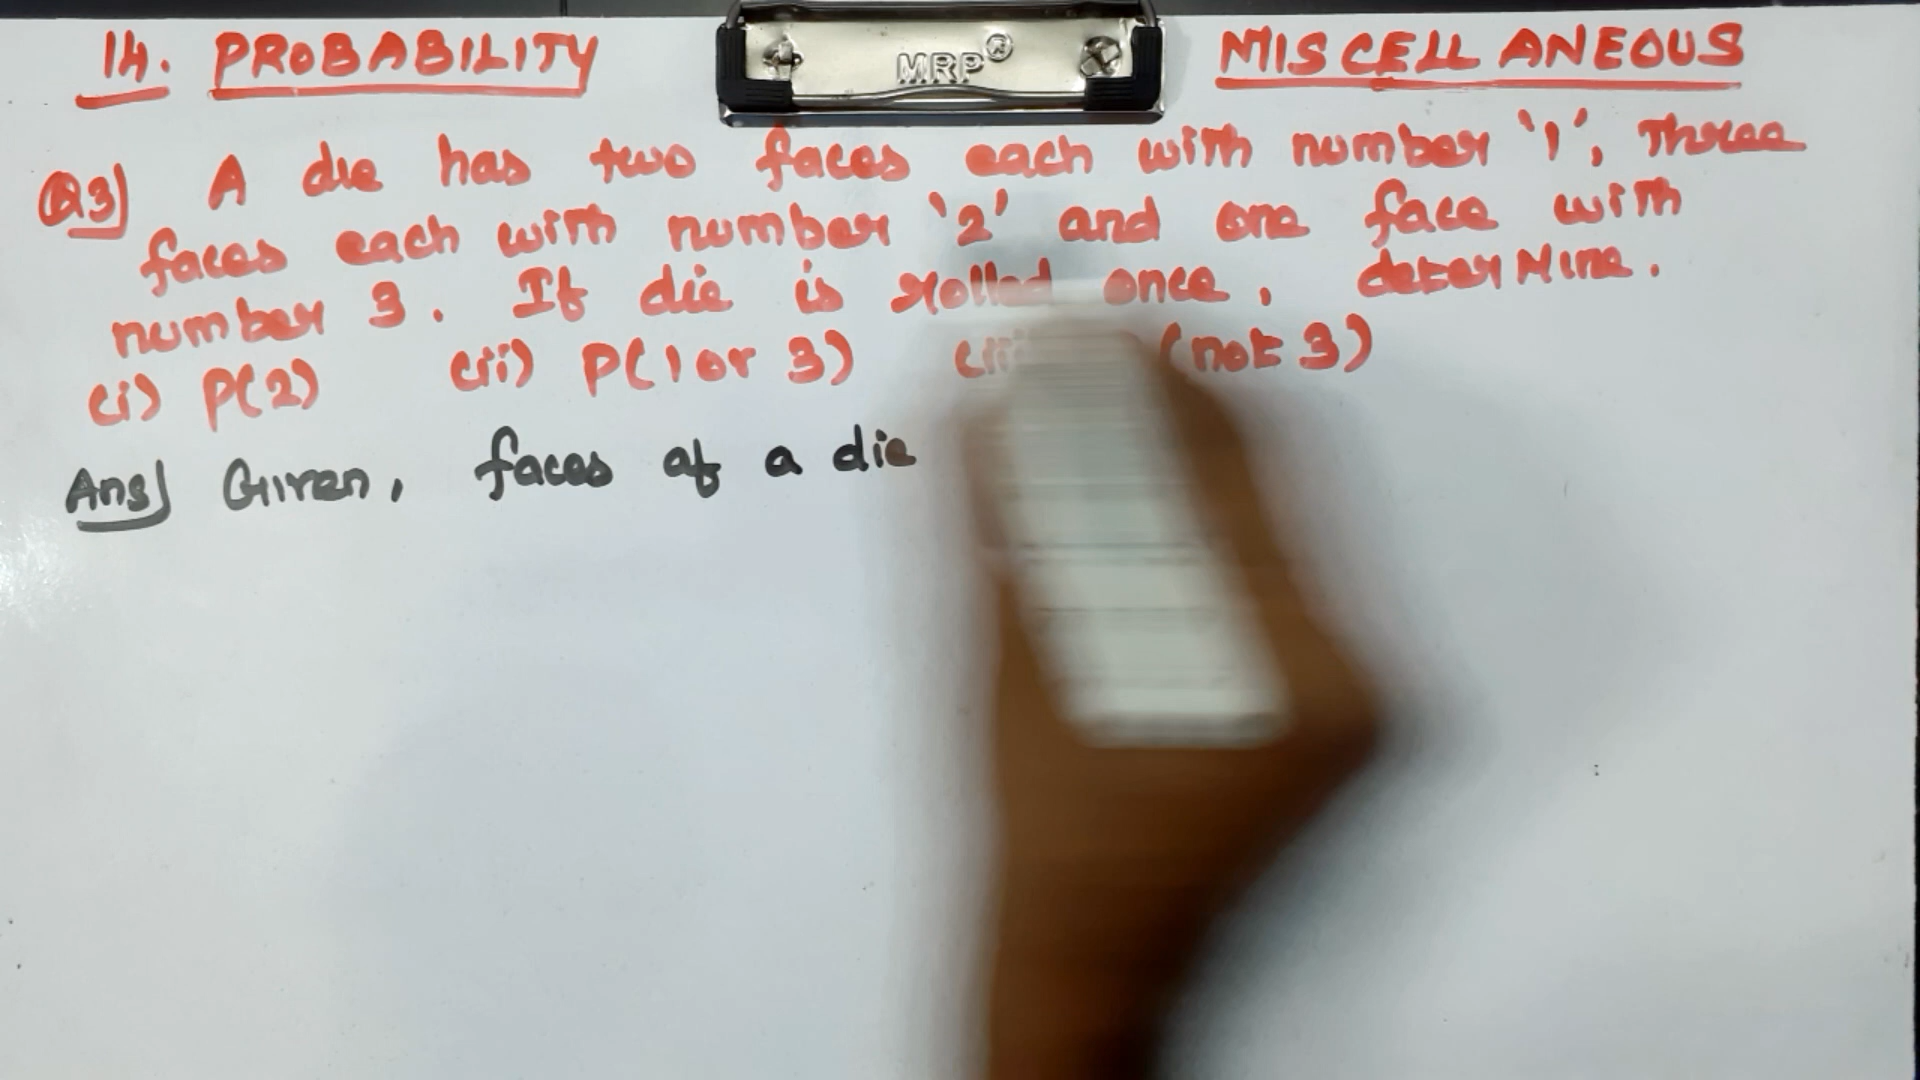 14. PROBABILITY
MRP®
MISCELLANEOUS
Q3] A die has two faces each with number '1', Three
faces each with number '2' and one face with
number 3. If die is rolled once, determine.
(i) P(2) (ii) P(1 or 3) (not 3)
Ans] Given, faces of a die